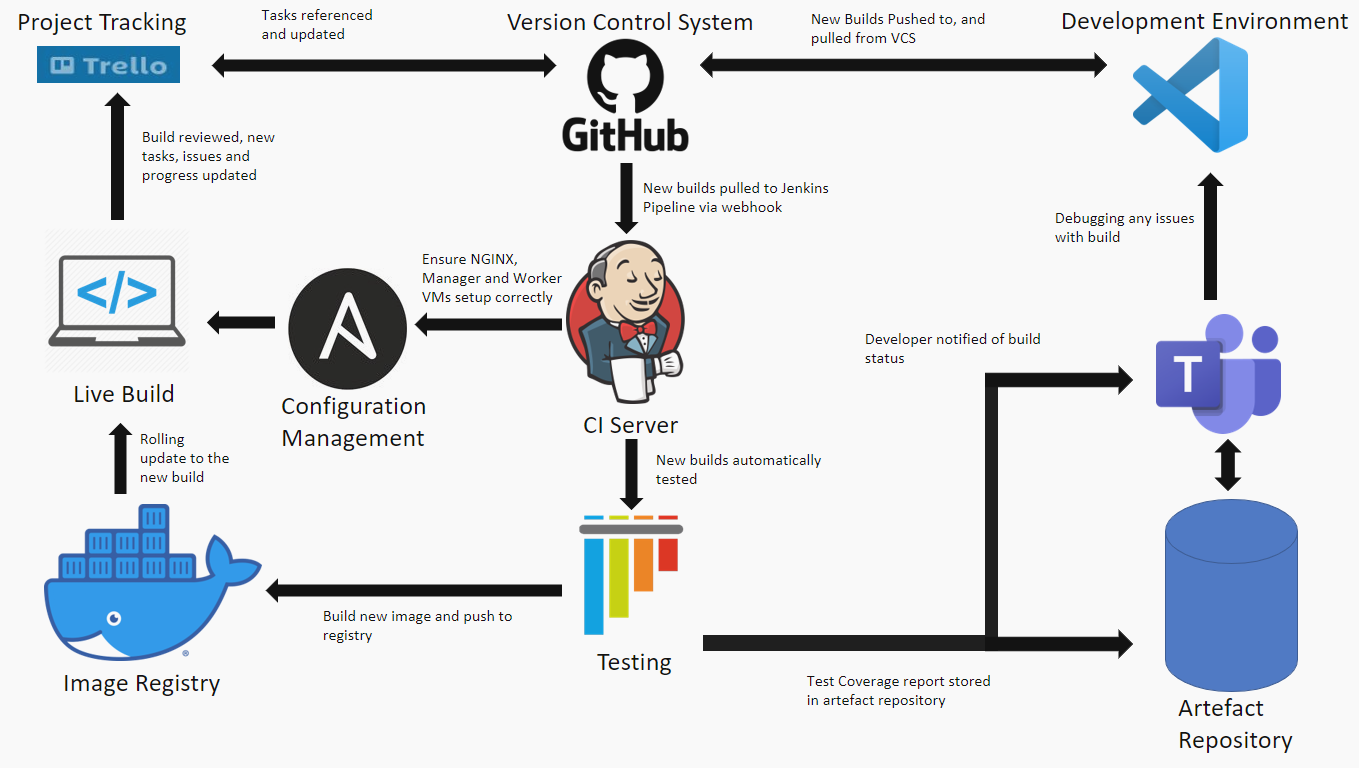 Project Tracking
Trello
Tasks referenced
and updated
Version Control System
GitHub
New Builds Pushed to, and
pulled from VCS
Development Environment
Build reviewed, new
tasks, issues and
progress updated
New builds pulled to Jenkins
Pipeline via webhook
Debugging any issues
with build
</>
Live Build
Ensure NGINX,
Manager and Worker
VMs setup correctly
A
Configuration
Management
CI Server
Developer notified of build
status
T
Rolling
update to the
new build
New builds automatically
tested
®
Image Registry
Build new image and push to
registry
Testing
Test Coverage report stored
in artefact repository
Artefact
Repository